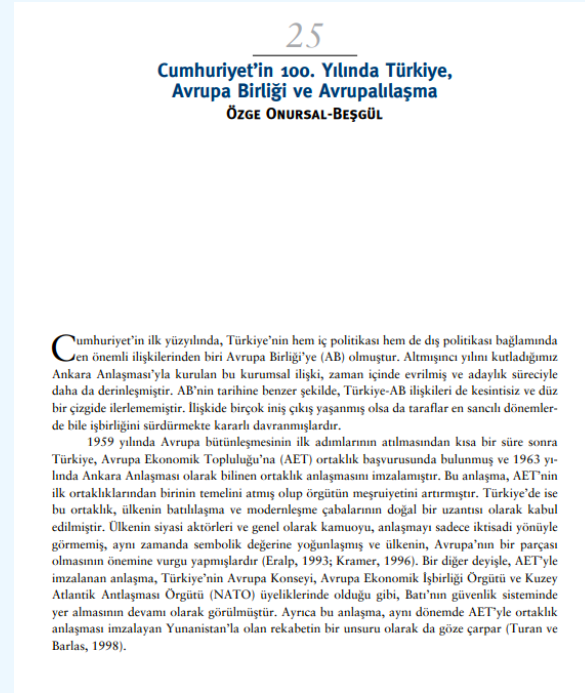 25
Cumhuriyet’in 100. Yılında Türkiye,
Avrupa Birliği ve Avrupalılaşma
ÖZGE ONURSAL-BEŞGÜL
Cumhuriyet’in ilk yüzyılında, Türkiye’nin hem iç politikası hem de dış politikası bağlamında
en önemli ilişkilerinden biri Avrupa Birliği’ye (AB) olmuştur. Altmışıncı yılını kutladığımız
Ankara Anlaşması’yla kurulan bu kurumsal ilişki, zaman içinde evrilmiş ve adaylık süreciyle
daha da derinleşmiştir. AB’nin tarihine benzer şekilde, Türkiye-AB ilişkileri de kesintisiz ve düz
bir çizgide ilerlememiştir. İlişkide birçok iniş çıkış yaşanmış olsa da taraflar en sancılı dönemler-
de bile işbirliğini sürdürmekte kararlı davranmışlardır.
1959 yılında Avrupa bütünleşmesinin ilk adımlarının atılmasından kısa bir süre sonra
Türkiye, Avrupa Ekonomik Topluluğu’na (AET) ortaklık başvurusunda bulunmuş ve 1963 yı-
lında Ankara Anlaşması olarak bilinen ortaklık anlaşmasını imzalamıştır. Bu anlaşma, AET’nin
ilk ortaklıklarından birinin temelini atmış olup örgütün meşruiyetini artırmıştır. Türkiye’de ise
bu ortaklık, ülkenin batılılaşma ve modernleşme çabalarının doğal bir uzantısı olarak kabul
edilmiştir. Ülkenin siyasi aktörleri ve genel olarak kamuoyu, anlaşmayı sadece iktisadi yönüyle
görmemiş, aynı zamanda sembolik değerine yoğunlaşmış ve ülkenin, Avrupa’nın bir parçası
olmasının önemine vurgu yapmışlardır (Eralp, 1993; Kramer, 1996). Bir diğer deyişle, AET’yle
imzalanan anlaşma, Türkiye’nin Avrupa Konseyi, Avrupa Ekonomik İşbirliği Örgütü ve Kuzey
Atlantik Antlaşması Örgütü (NATO) üyeliklerinde olduğu gibi, Batı’nın güvenlik sisteminde
yer almasının devamı olarak görülmüştür. Ayrıca bu anlaşma, aynı dönemde AET’yle ortaklık
anlaşması imzalayan Yunanistan’la olan rekabetin bir unsuru olarak da göze çarpar (Turan ve
Barlas, 1998).